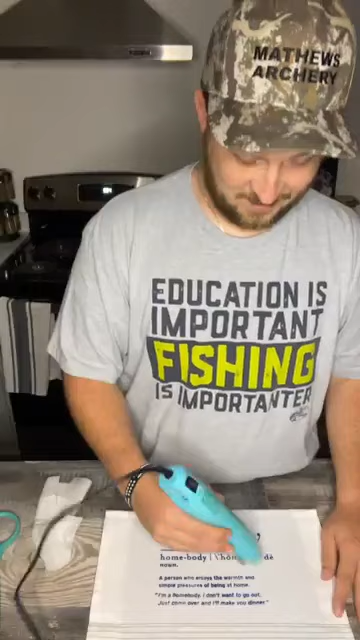 MATHEWS
ARCHERY
EDUCATION IS
IMPORTANT
FISHING
IS IMPORTANTER
home·body
noun.
A person who enjoys the warmth and
simple pleasures of being at home.
"I'm a homebody. I don't want to go out.
Just come over and I'll make you dinner."